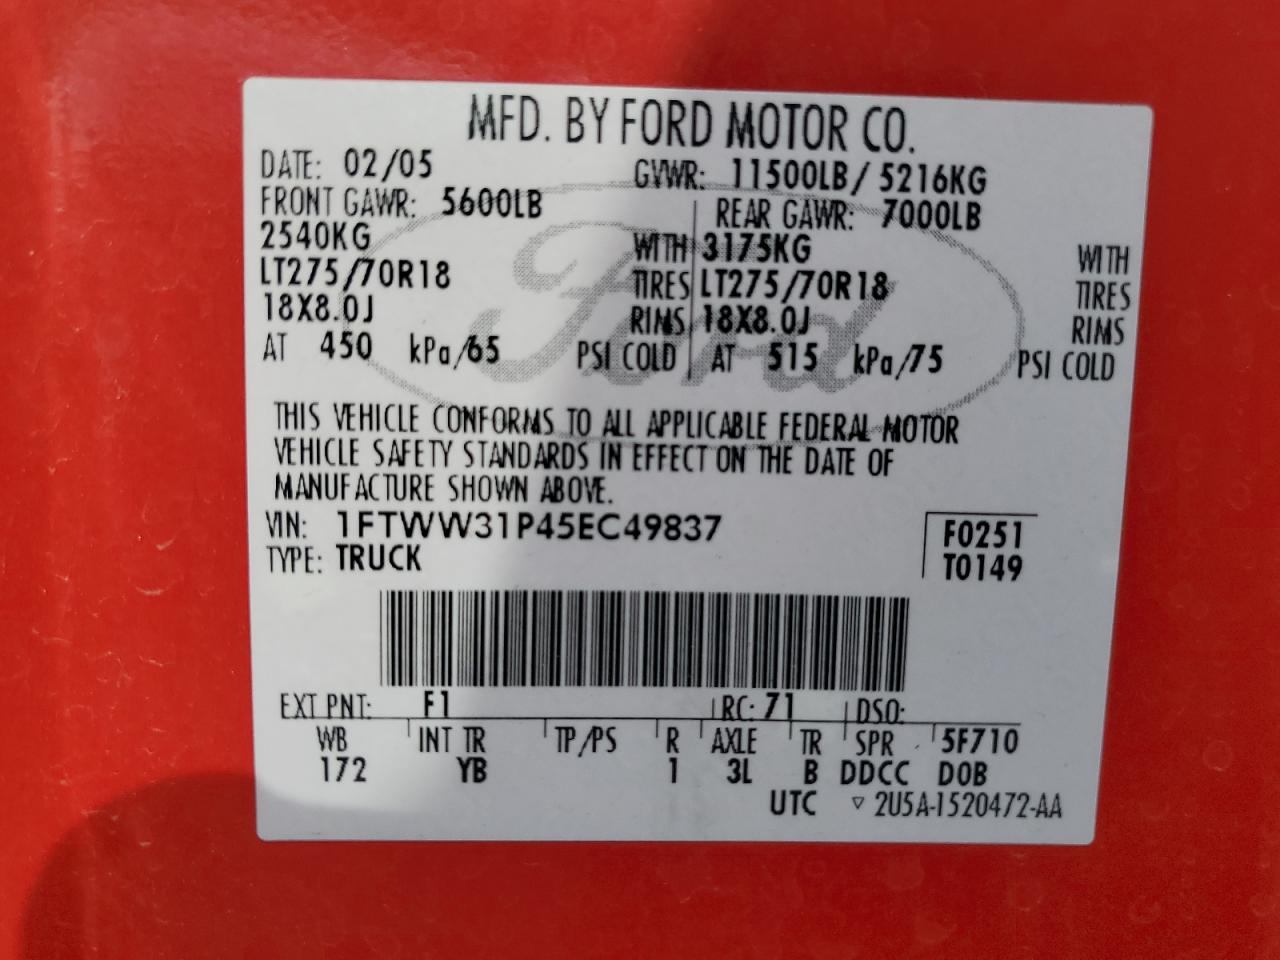 MFD. BY FORD MOTOR CO.
DATE: 02/05 GVWR: 11500LB/ 5216KG
FRONT GAWR: 5600LB REAR GAWR: 7000LB
2540KG WITH 3175KG WITH
LT275/70R18 TIRES LT275/70R18 TIRES
18X8.0J RIMS 18X8.0J RIMS
AT 450 kPa/65 PSI COLD AT 515 kPa/75 PSI COLD
Ford
THIS VEHICLE CONFORMS TO ALL APPLICABLE FEDERAL MOTOR
VEHICLE SAFETY STANDARDS IN EFFECT ON THE DATE OF
MANUFACTURE SHOWN ABOVE.
VIN: 1FTWW31P45EC49837 F0251
TYPE: TRUCK T0149
EXT PNT: F1 RC: 71 DSO:
WB INT TR TP/PS R AXLE TR SPR 5F710
172 YB 1 3L B DDCC D0B
UTC ▽ 2U5A-1520472-AA